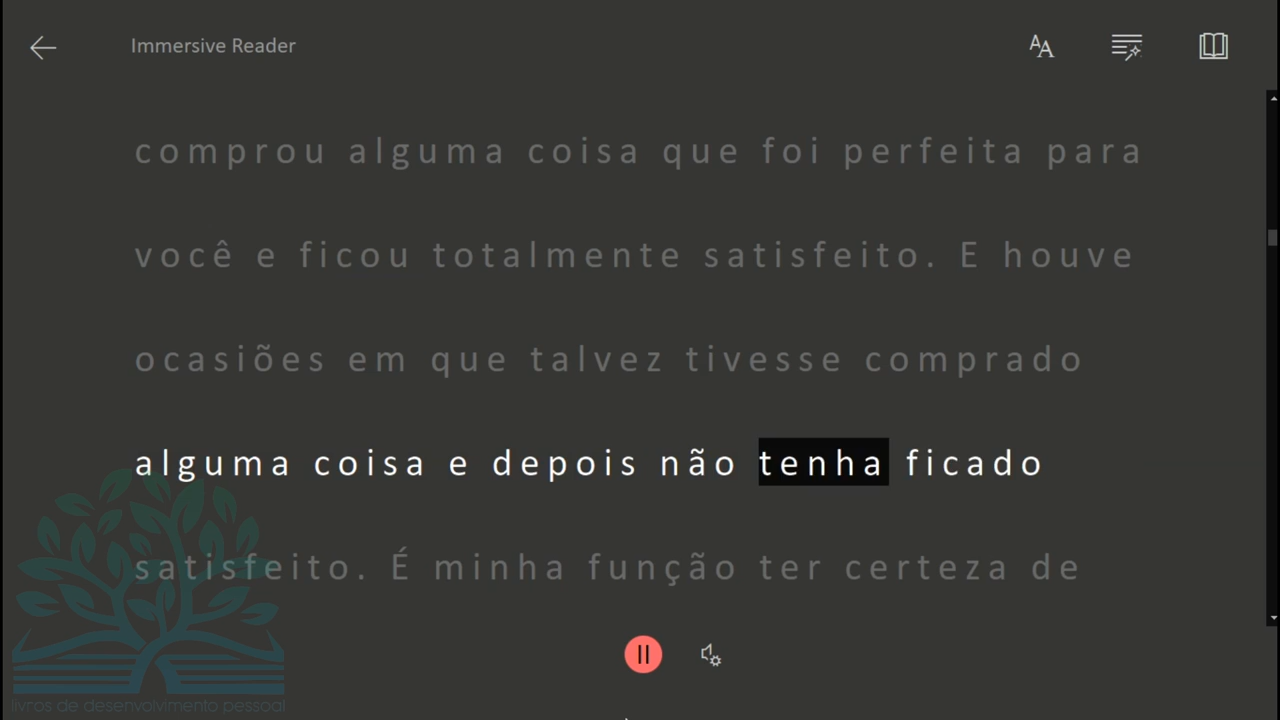 Immersive Reader
comprou alguma coisa que foi perfeita para
você e ficou totalmente satisfeito. E houve
ocasiões em que talvez tivesse comprado
alguma coisa e depois não tenha ficado
satisfeito. É minha função ter certeza de
livros de desenvolvimento pessoal